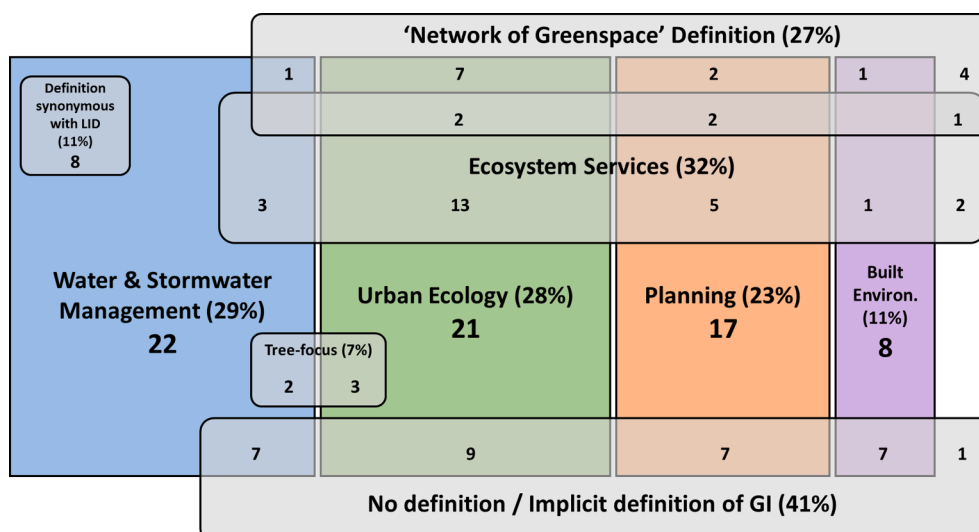 ‘Network of Greenspace’ Definition (27%)
1 7 2 1 4
Definition
synonymous
with LID
(11%)
8
2 2 1
Ecosystem Services (32%)
3 13 5 1 2
Water & Stormwater
Management (29%)
22
Urban Ecology (28%)
21
Planning (23%)
17
Built
Environ.
(11%)
8
Tree-focus (7%)
2 3
7 9 7 7 1
No definition / Implicit definition of GI (41%)